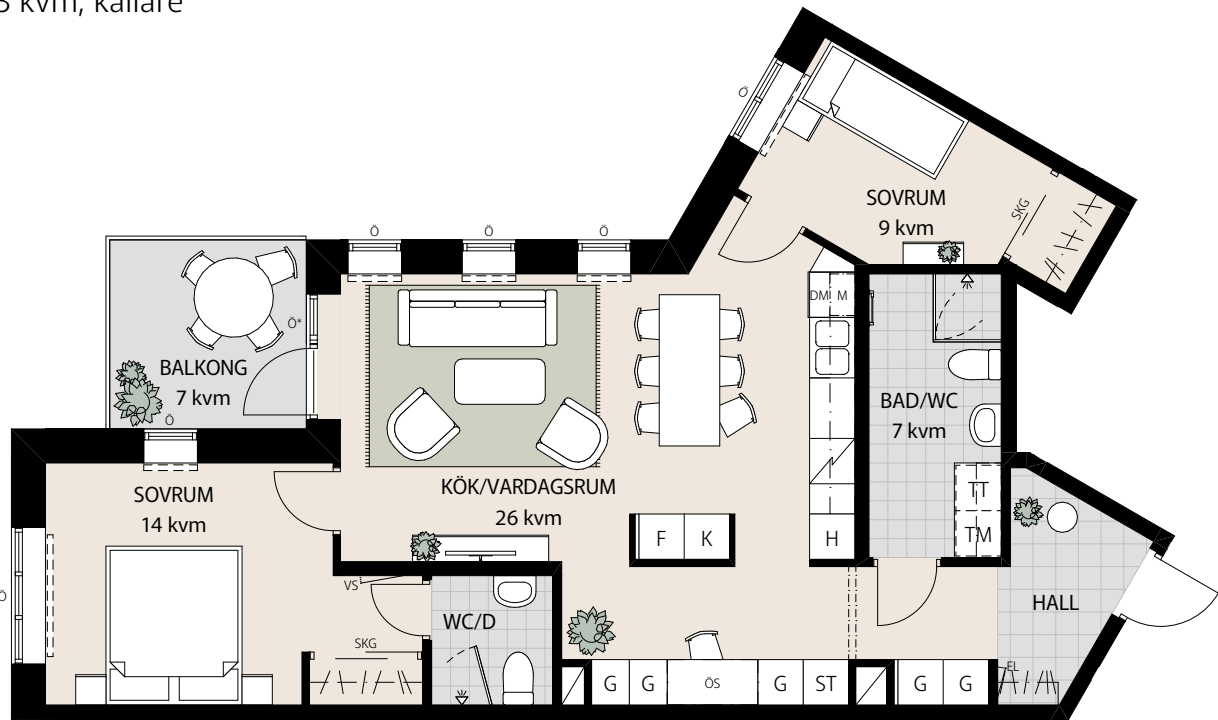 3 kvm, källare
Ö
SOVRUM
9 kvm
SKG
Ö
Ö
Ö
DM M
Ö*
BALKONG
7 kvm
Ö
BAD/WC
7 kvm
SOVRUM
14 kvm
KÖK/VARDAGSRUM
26 kvm
TT
TM
F K H
Ö
VS
WC/D
HALL
SKG
EL
G G ÖS G ST G G